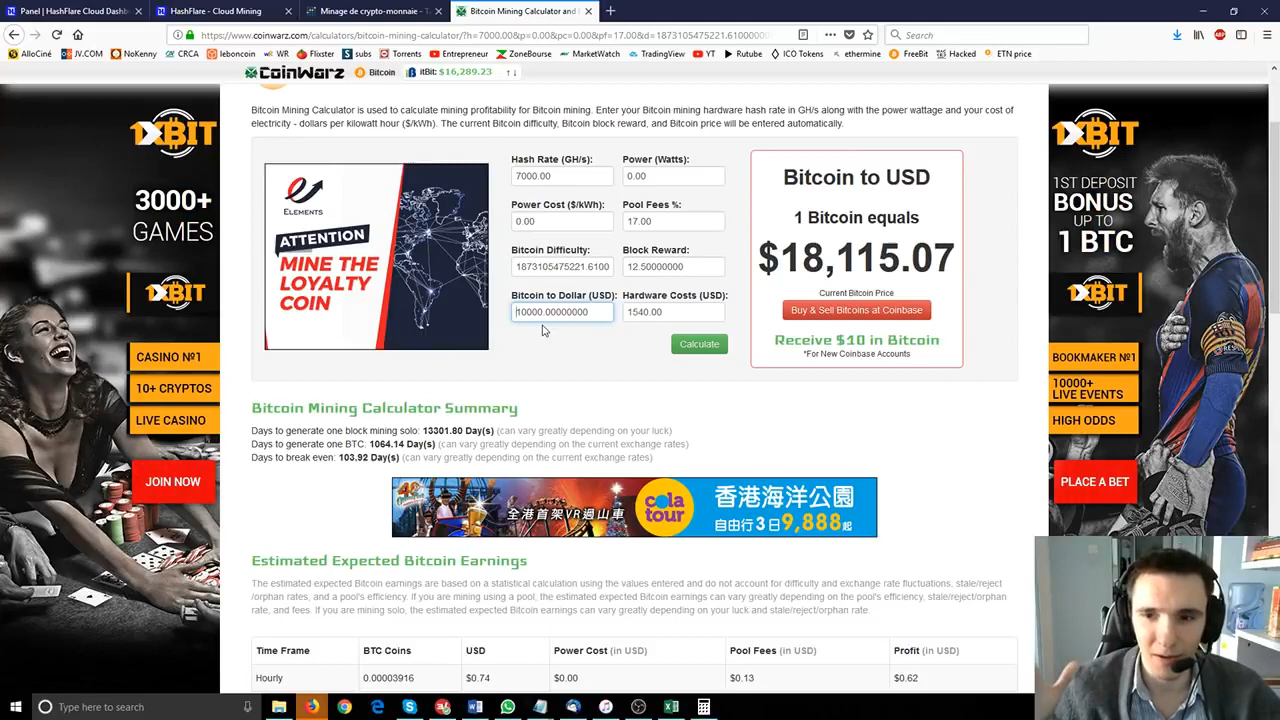 Panel | HashFlare Cloud Dashb
HashFlare - Cloud Mining
Minage de crypto-monnaie - T
Bitcoin Mining Calculator and
https://www.coinwarz.com/calculators/bitcoin-mining-calculator/?h=7000.00&p=0.00&pc=0.00&pf=17.00&d=1873105475221.61000000
Search
AlloCiné
JV.COM
NoKenny
CRCA
leboncoin
WR
Flixster
subs
Torrents
Entrepreneur
ZoneBourse
MarketWatch
TradingView
YT
Rutube
ICO Tokens
ethermine
FreeBit
Hacked
ETN price
CoinWarz
Bitcoin
itBit: $16,289.23
Bitcoin Mining Calculator is used to calculate mining profitability for Bitcoin mining. Enter your Bitcoin mining hardware hash rate in GH/s along with the power wattage and your cost of
electricity - dollars per kilowatt hour ($/kWh). The current Bitcoin difficulty, Bitcoin block reward, and Bitcoin price will be entered automatically.
1XBIT
3000+
GAMES
1XBIT
CASINO №1
10+ CRYPTOS
LIVE CASINO
JOIN NOW
ELEMENTS
ATTENTION
MINE THE
LOYALTY
COIN
Hash Rate (GH/s):
Power (Watts):
7000.00
0.00
Power Cost ($/kWh):
Pool Fees %:
0.00
17.00
Bitcoin Difficulty:
Block Reward:
1873105475221.6100
12.50000000
Bitcoin to Dollar (USD):
Hardware Costs (USD):
10000.00000000
1540.00
Calculate
Bitcoin to USD
1 Bitcoin equals
$18,115.07
Current Bitcoin Price
Buy & Sell Bitcoins at Coinbase
Receive $10 in Bitcoin
*For New Coinbase Accounts
1XBIT
1ST DEPOSIT
BONUS
UP TO
1 BTC
1XBIT
BOOKMAKER №1
10000+
LIVE EVENTS
HIGH ODDS
PLACE A BET
Bitcoin Mining Calculator Summary
Days to generate one block mining solo: 13301.80 Day(s) (can vary greatly depending on your luck)
Days to generate one BTC: 1064.14 Day(s) (can vary greatly depending on the current exchange rates)
Days to break even: 103.92 Day(s) (can vary greatly depending on the current exchange rates)
全港首架VR過山車
cola
tour
香港海洋公園
自由行3日9,888起
Estimated Expected Bitcoin Earnings
The estimated expected Bitcoin earnings are based on a statistical calculation using the values entered and do not account for difficulty and exchange rate fluctuations, stale/reject
/orphan rates, and a pool's efficiency. If you are mining using a pool, the estimated expected Bitcoin earnings can vary greatly depending on the pool's efficiency, stale/reject/orphan
rate, and fees. If you are mining solo, the estimated expected Bitcoin earnings can vary greatly depending on your luck and stale/reject/orphan rate.
Time Frame
BTC Coins
USD
Power Cost (in USD)
Pool Fees (in USD)
Profit (in USD)
Hourly
0.00003916
$0.74
$0.00
$0.13
$0.62
Type here to search